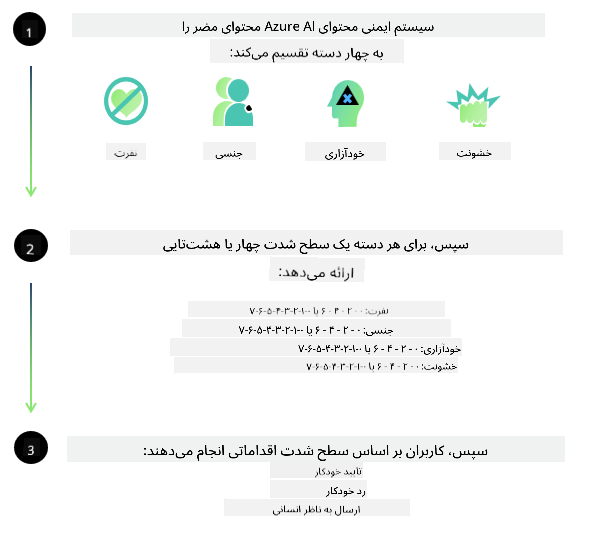 1
سیستم ایمنی محتوای Azure AI محتوای مضر را
به چهار دسته تقسیم می‌کند:
خشونت
خودآزاری
جنسی
نفرت
2
سپس، برای هر دسته یک سطح شدت چهار یا هشت‌تایی
ارائه می‌دهد:
نفرت: ۰ - ۲ - ۴ - ۶ یا ۰-۱-۲-۳-۴-۵-۶-۷
جنسی: ۰ - ۲ - ۴ - ۶ یا ۰-۱-۲-۳-۴-۵-۶-۷
خودآزاری: ۰ - ۲ - ۴ - ۶ یا ۰-۱-۲-۳-۴-۵-۶-۷
خشونت: ۰ - ۲ - ۴ - ۶ یا ۰-۱-۲-۳-۴-۵-۶-۷
3
سپس، کاربران بر اساس سطح شدت اقداماتی انجام می‌دهند:
تأیید خودکار
رد خودکار
ارسال به ناظر انسانی